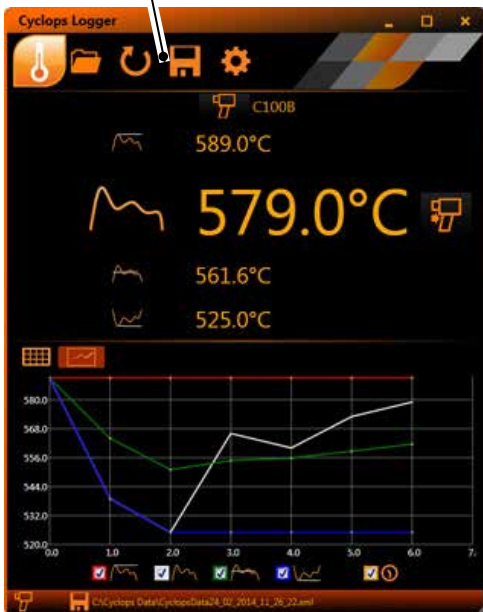 Cyclops Logger
C100B
589.0°C
579.0°C
561.6°C
525.0°C
580.0
568.0
556.0
544.0
532.0
520.0
0.0 1.0 2.0 3.0 4.0 5.0 6.0 7.
C:\Cyclops Data\CyclopsData24_02_2014_11_26_22.xml